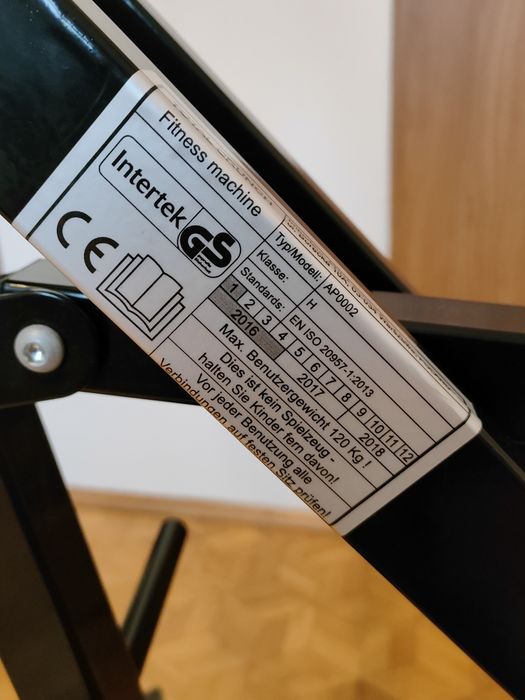 Fitness machine
Intertek
GS
CE
Typ/Modell: AP0002
Klasse: H
Standards: EN ISO 20957-1:2013
1 2 3 4 5 6 7 8 9 10 11 12
2016 2017 2018
Max. Benutzergewicht 120 Kg !
Dies ist kein Spielzeug -
halten Sie Kinder fern davon!
Vor jeder Benutzung alle
Verbindungen auf festen Sitz prüfen!